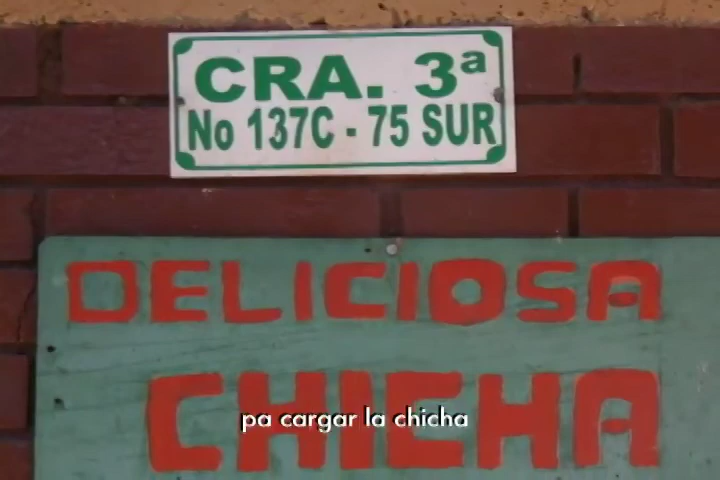 CRA. 3ª
No 137C - 75 SUR
DELICIOSA
CHICHA
pa cargar la chicha